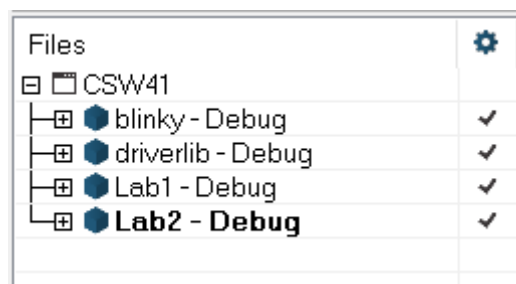 Files
CSW41
blinky - Debug
driverlib - Debug
Lab1 - Debug
Lab2 - Debug